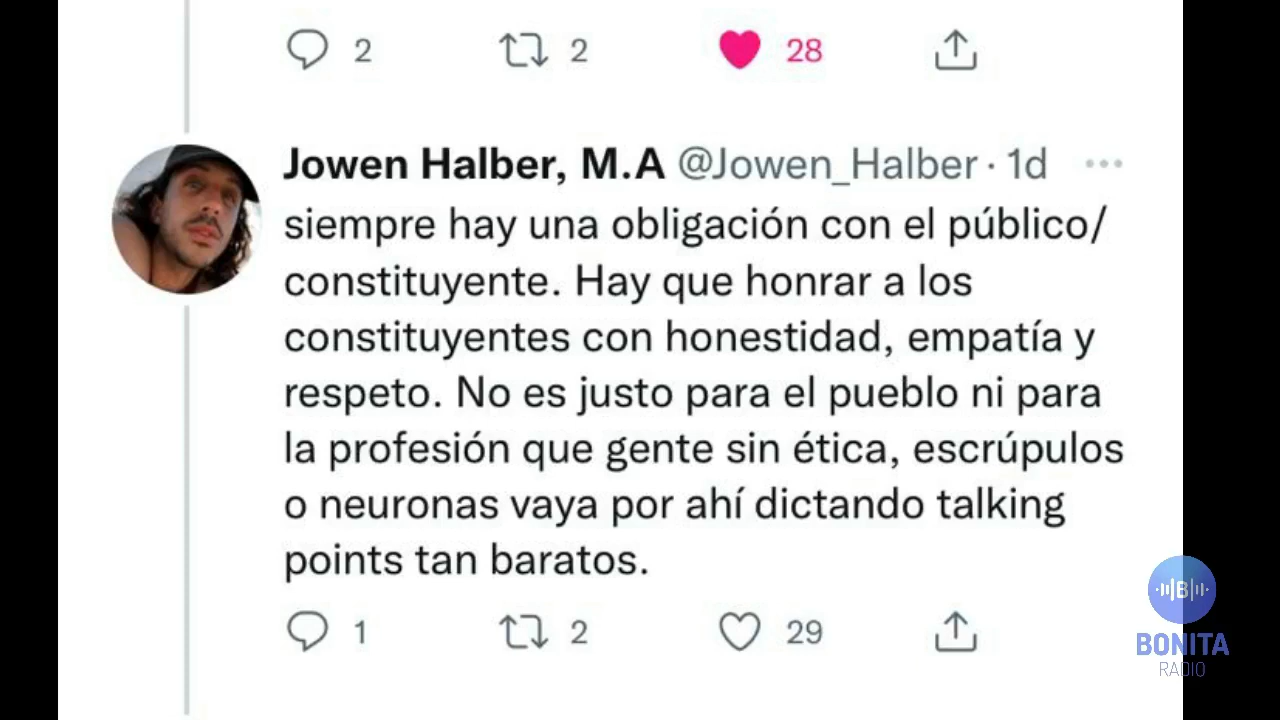 2 2 28
Jowen Halber, M.A @Jowen_Halber · 1d
siempre hay una obligación con el público/
constituyente. Hay que honrar a los
constituyentes con honestidad, empatía y
respeto. No es justo para el pueblo ni para
la profesión que gente sin ética, escrúpulos
o neuronas vaya por ahí dictando talking
points tan baratos.
1 2 29
B
BONITA
RADIO